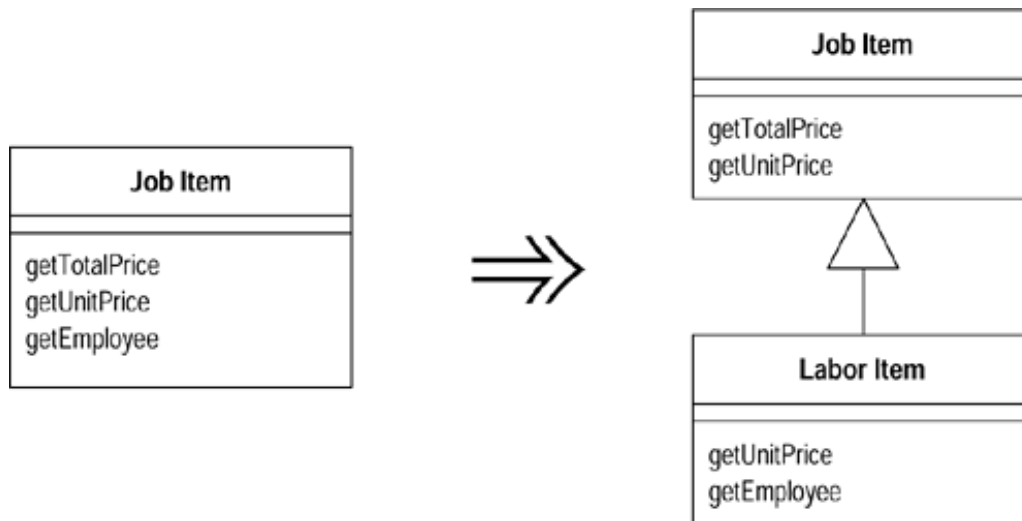 Job Item
getTotalPrice
getUnitPrice
getEmployee
Job Item
getTotalPrice
getUnitPrice
Labor Item
getUnitPrice
getEmployee